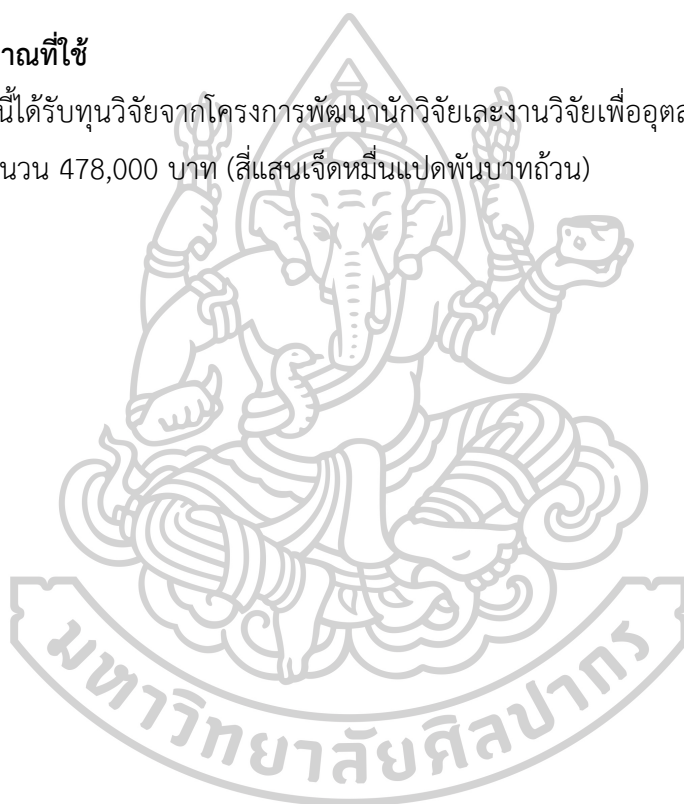 าณที่ใช้
นี้ได้รับทุนวิจัยจากโครงการพัฒนานักวิจัยและงานวิจัยเพื่ออุตส
นวน 478,000 บาท (สี่แสนเจ็ดหมื่นแปดพันบาทถ้วน)
มหาวิทยาลัยศิลปากร